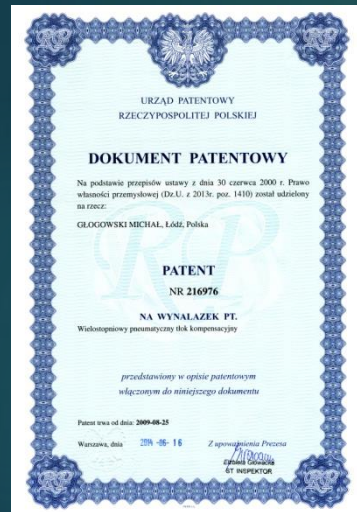 URZĄD PATENTOWY
RZECZYPOSPOLITEJ POLSKIEJ
DOKUMENT PATENTOWY
Na podstawie przepisów ustawy z dnia 30 czerwca 2000 r. Prawo
własności przemysłowej (Dz.U. z 2013r. poz. 1410) został udzielony
na rzecz:
GŁOGOWSKI MICHAŁ, Łódź, Polska
PATENT
NR 216976
NA WYNALAZEK PT.
Wielostopniowy pneumatyczny tłok kompensacyjny
przedstawiony w opisie patentowym
włączonym do niniejszego dokumentu
Patent trwa od dnia: 2009-08-25
Warszawa, dnia 2014 -06- 16 Z upoważnienia Prezesa
Elżbieta Głowacka
ST INSPEKTOR